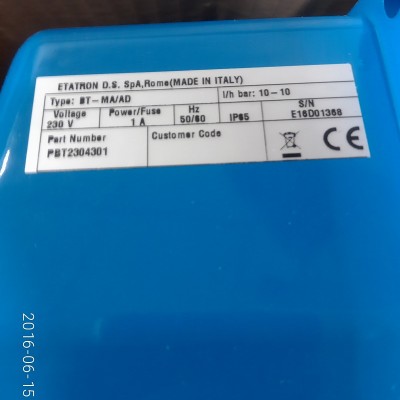 ETATRON D.S. SpA,Rome(MADE IN ITALY)
Type: BT-MA/AD l/h bar: 10-10
Voltage Power/Fuse Hz S/N
230 V 1 A 50/60 IP65 E16D01368
Part Number Customer Code
PBT2304301
CE
2016-06-15